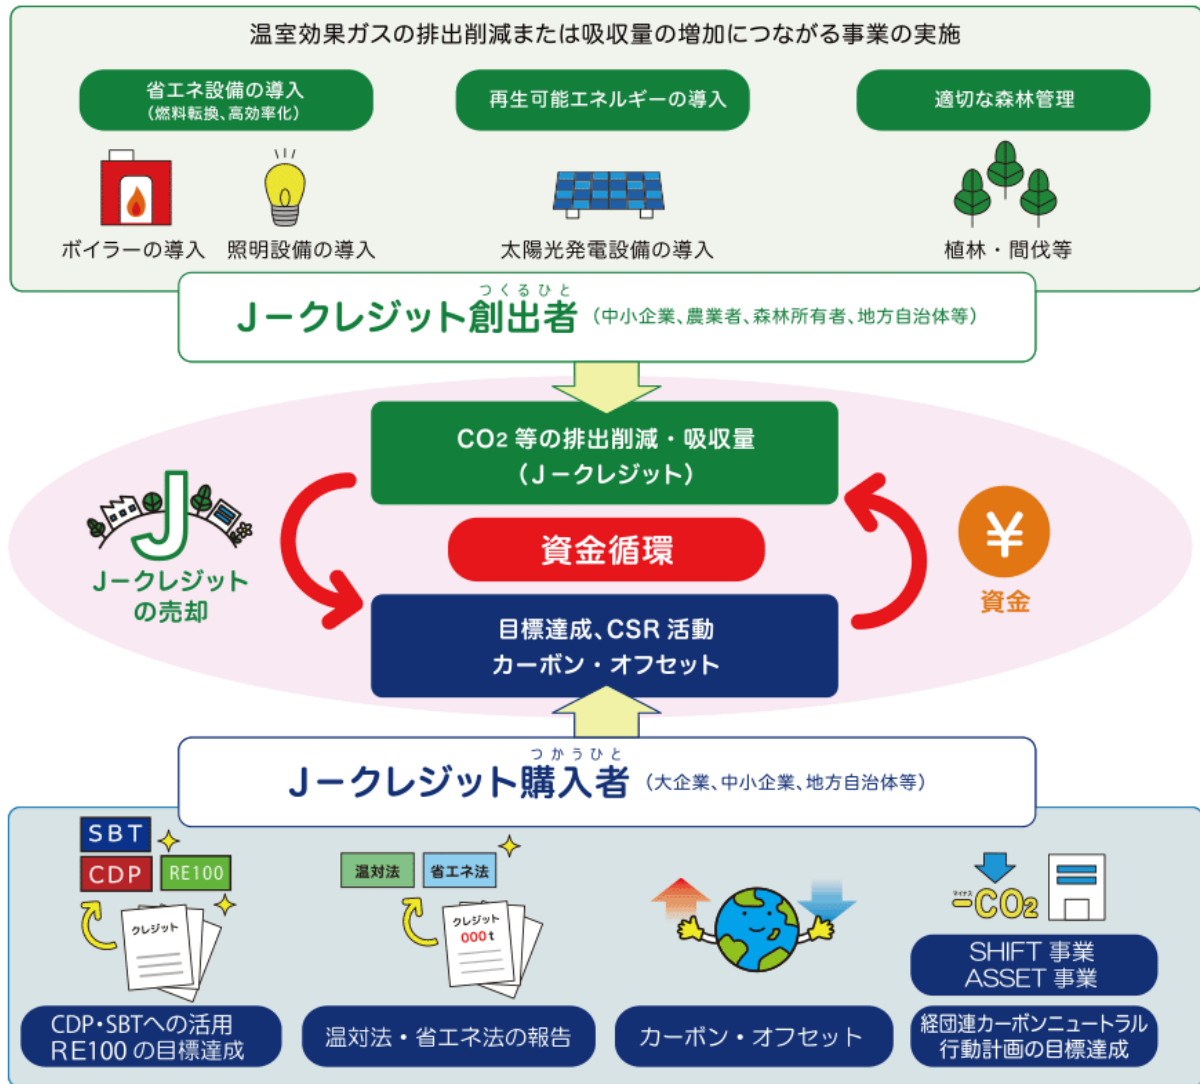 温室効果ガスの排出削減または吸収量の増加につながる事業の実施
省エネ設備の導入
（燃料転換、高効率化）
再生可能エネルギーの導入
適切な森林管理
ボイラーの導入
照明設備の導入
太陽光発電設備の導入
植林・間伐等
つくるひと
Jークレジット創出者（中小企業、農業者、森林所有者、地方自治体等）
CO2 等の排出削減・吸収量
（Jークレジット）
J
Jークレジット
の売却
資金循環
¥
資金
目標達成、CSR 活動
カーボン・オフセット
つかうひと
Jークレジット購入者（大企業、中小企業、地方自治体等）
SBT
CDP
RE100
クレジット
CDP・SBTへの活用
RE100 の目標達成
温対法
省エネ法
クレジット
000t
温対法・省エネ法の報告
カーボン・オフセット
マイナス
ーCO2
SHIFT 事業
ASSET 事業
経団連カーボンニュートラル
行動計画の目標達成